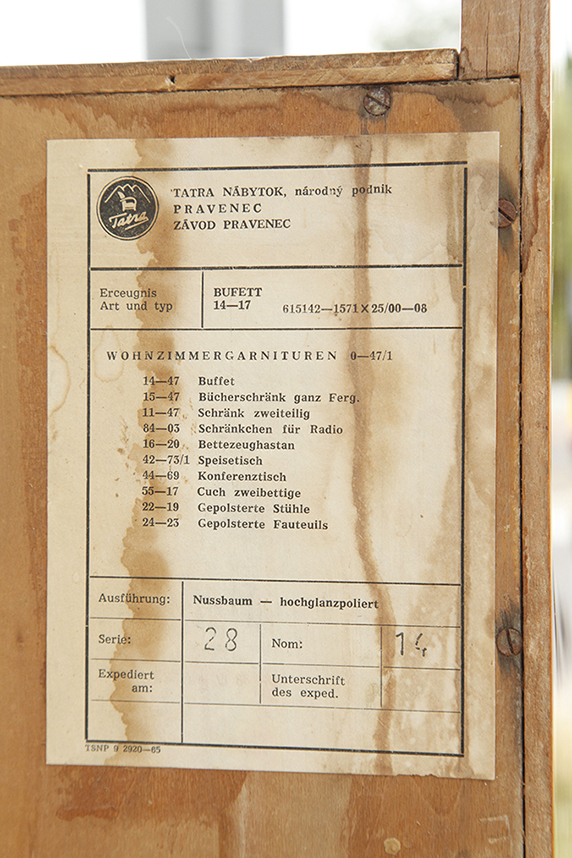 Tatra
TATRA NÁBYTOK, národný podnik
PRAVENEC
ZÁVOD PRAVENEC
Erceugnis
Art und typ
BUFETT
14—17 615142—1571×25/00—08
WOHNZIMMERGARNITUREN 0—47/1
14—47 Buffet
15—47 Bücherschränk ganz Ferg.
11—47 Schränk zweiteilig
84—03 Schränkchen für Radio
16—20 Bettezeughastan
42—73/1 Speisetisch
44—69 Konferenztisch
55—17 Cuch zweibettige
22—19 Gepolsterte Stühle
24—23 Gepolsterte Fauteuils
Ausführung: Nussbaum — hochglanzpoliert
Serie: 28 Nom: 14
Expediert
am:
Unterschrift
des exped.
TSNP 9 2920—65